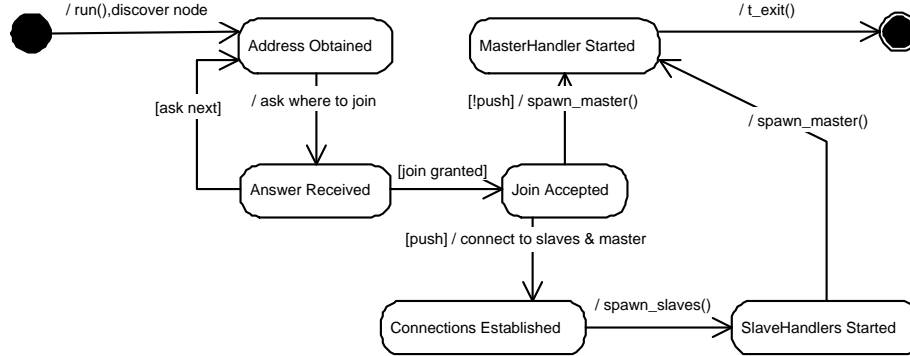 / run(),discover node
/ t_exit()
Address Obtained
MasterHandler Started
[ask next]
/ ask where to join
[!push] / spawn_master()
/ spawn_master()
Answer Received
[join granted]
Join Accepted
[push] / connect to slaves & master
/ spawn_slaves()
Connections Established
SlaveHandlers Started